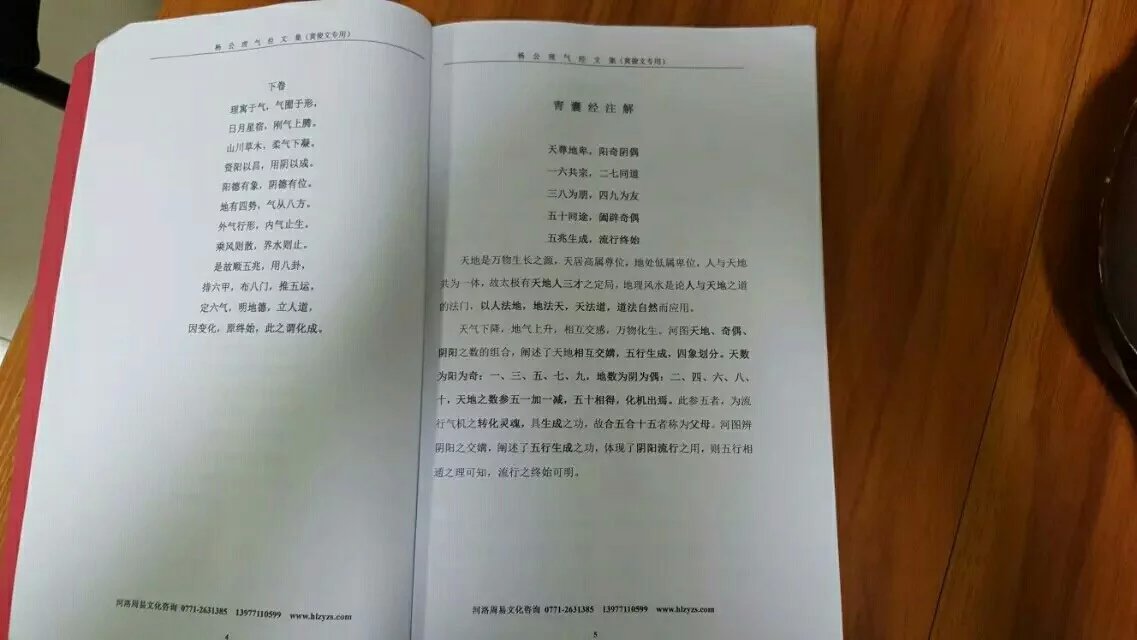 杨公理气经文集（黄俊文专用）
下卷
理寓于气，气囿于形。
日月星宿，刚气上腾。
山川草木，柔气下凝。
资阳以昌，用阴以成。
阳德有象，阴德有位。
地有四势，气从八方。
外气行形，内气止生。
乘风则散，界水则止。
是故顺五兆，用八卦，
排六甲，布八门，推五运，
定六气，明地德，立人道，
因变化，原终始，此之谓化成。
河洛周易文化咨询 0771-2631385 13977110599 www.hlzyzs.com
4
杨公理气经文集（黄俊文专用）
青囊经注解
天尊地卑，阳奇阴偶
一六共宗，二七同道
三八为朋，四九为友
五十同途，阖辟奇偶
五兆生成，流行终始
天地是万物生长之源，天居高属尊位，地处低属卑位，人与天地
共为一体，故太极有天地人三才之定局，地理风水是论人与天地之道
的法门，以人法地，地法天，天法道，道法自然而应用。
天气下降，地气上升，相互交感，万物化生。河图天地、奇偶、
阴阳之数的组合，阐述了天地相互交媾，五行生成，四象划分。天数
为阳为奇：一、三、五、七、九，地数为阴为偶：二、四、六、八、
十，天地之数参五一加一减，五十相得，化机出焉。此参五者，为流
行气机之转化灵魂，具生成之功，故合五合十五者称为父母。河图辨
阴阳之交媾，阐述了五行生成之功，体现了阴阳流行之用，则五行相
通之理可知，流行之终始可明。
河洛周易文化咨询 0771-2631385 13977110599 www.hlzyzs.com
5